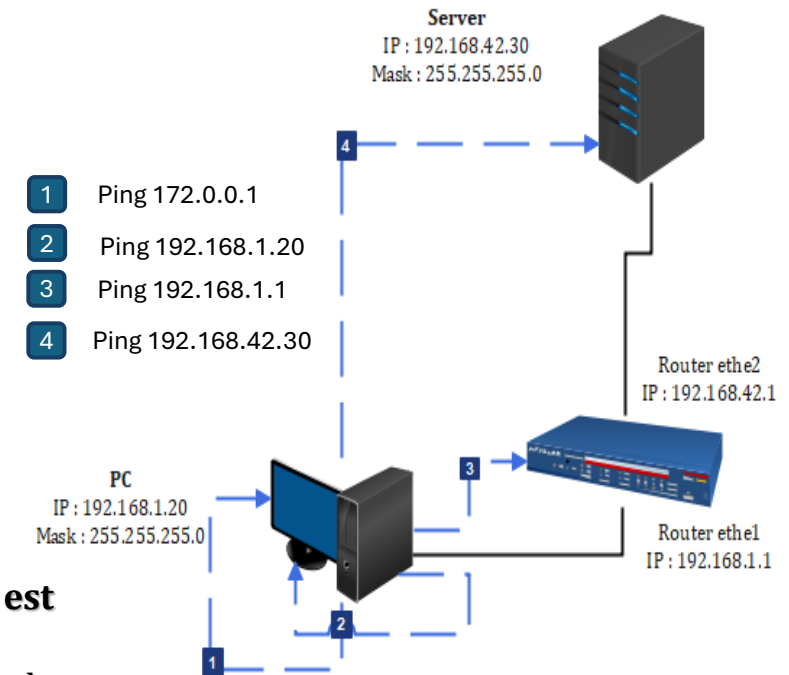 Server
IP : 192.168.42.30
Mask : 255.255.255.0
4
1 Ping 172.0.0.1
2 Ping 192.168.1.20
3 Ping 192.168.1.1
4 Ping 192.168.42.30
Router ethe2
IP : 192.168.42.1
NETGEAR
3
PC
IP : 192.168.1.20
Mask : 255.255.255.0
Router ethe1
IP : 192.168.1.1
est
2
1